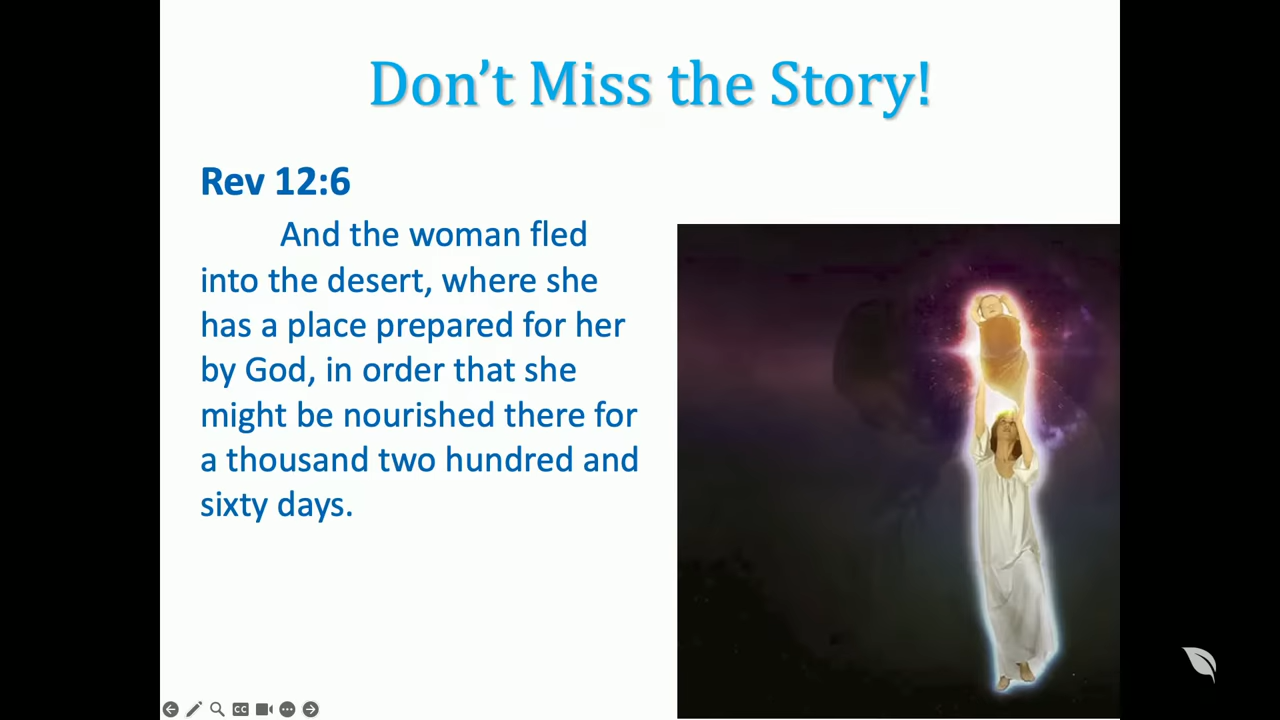 Don’t Miss the Story!
Rev 12:6
And the woman fled
into the desert, where she
has a place prepared for her
by God, in order that she
might be nourished there for
a thousand two hundred and
sixty days.
CC